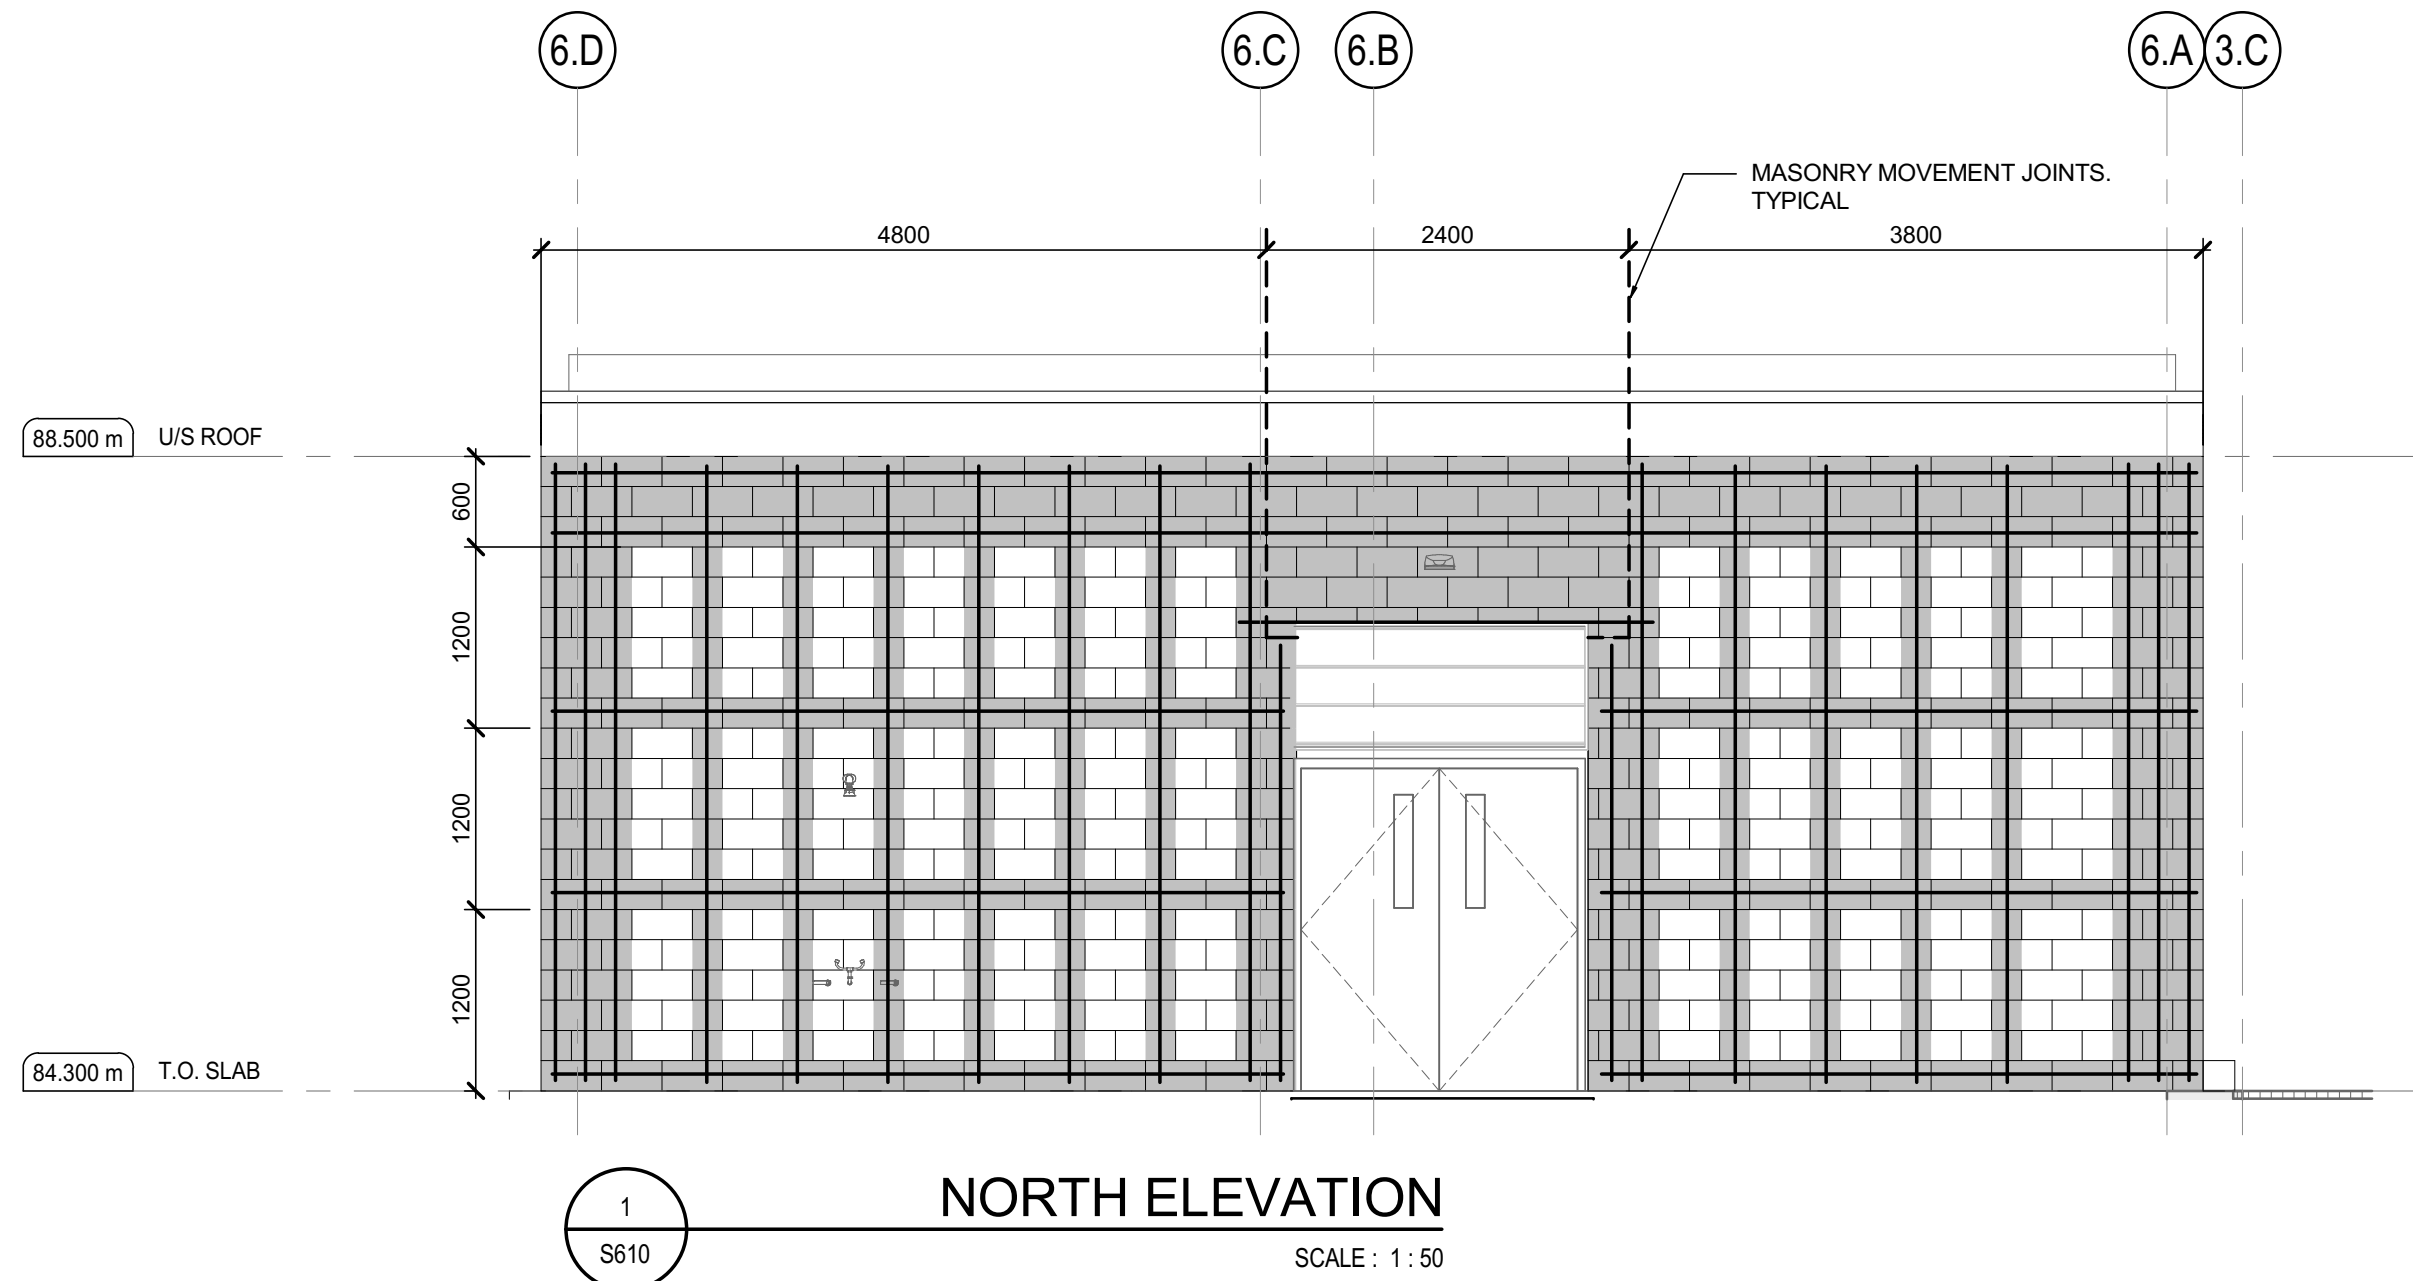 6.D
6.C
6.B
6.A
3.C
MASONRY MOVEMENT JOINTS.
TYPICAL
4800
2400
3800
88.500 m
U/S ROOF
600
1200
1200
1200
84.300 m
T.O. SLAB
1
S610
NORTH ELEVATION
SCALE : 1 : 50